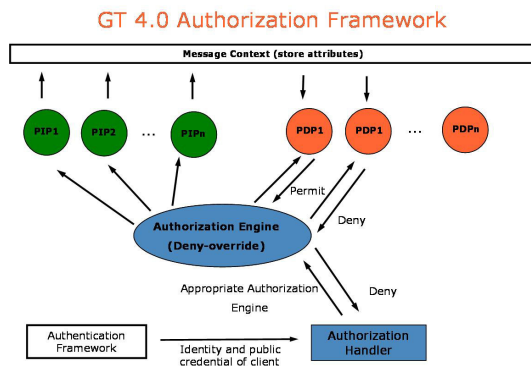 GT 4.0 Authorization Framework
Message Context (store attributes)
PIP1
PIP2
...
PIPn
PDP1
PDP1
...
PDPn
Permit
Authorization Engine
(Deny-override)
Deny
Appropriate Authorization
Engine
Deny
Authentication
Framework
Identity and public
credential of client
Authorization
Handler